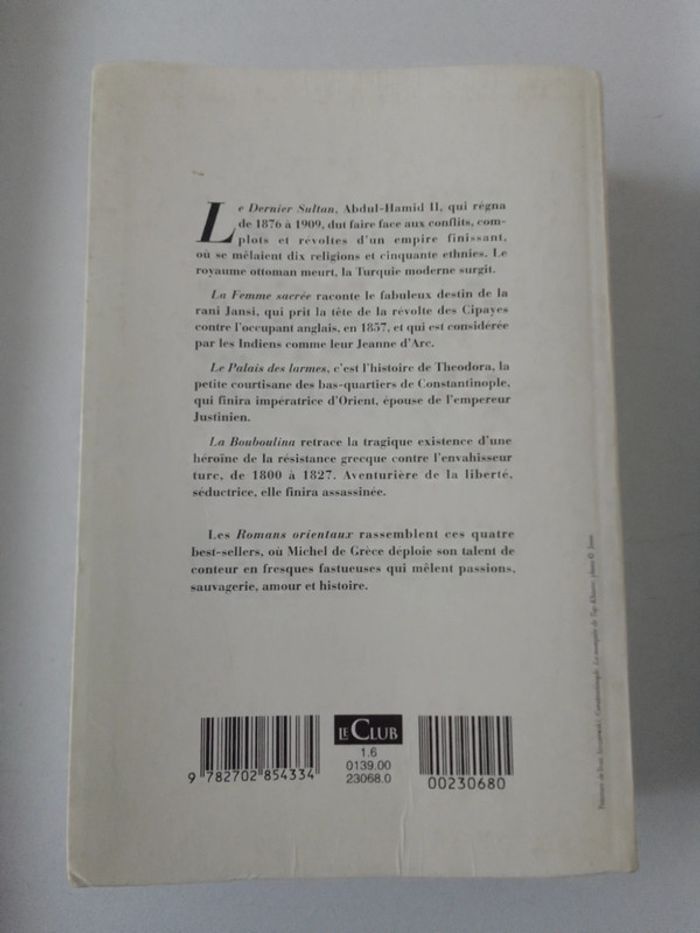 Le Dernier Sultan, Abdul-Hamid II, qui régna
de 1876 à 1909, dut faire face aux conflits, com-
plots et révoltes d'un empire finissant,
où se mêlaient dix religions et cinquante ethnies. Le
royaume ottoman meurt, la Turquie moderne surgit.
La Femme sacrée raconte le fabuleux destin de la
rani Jansi, qui prit la tête de la révolte des Cipayes
contre l'occupant anglais, en 1857, et qui est considérée
par les Indiens comme leur Jeanne d'Arc.
Le Palais des larmes, c'est l'histoire de Theodora, la
petite courtisane des bas-quartiers de Constantinople,
qui finira impératrice d'Orient, épouse de l'empereur
Justinien.
La Bouboulina retrace la tragique existence d'une
héroïne de la résistance grecque contre l'envahisseur
turc, de 1800 à 1827. Aventurière de la liberté,
séductrice, elle finira assassinée.
Les Romans orientaux rassemblent ces quatre
best-sellers, où Michel de Grèce déploie son talent de
conteur en fresques fastueuses qui mêlent passions,
sauvagerie, amour et histoire.
LE CLUB
1.6
0139.00
23068.0
9 782702 854334
00230680